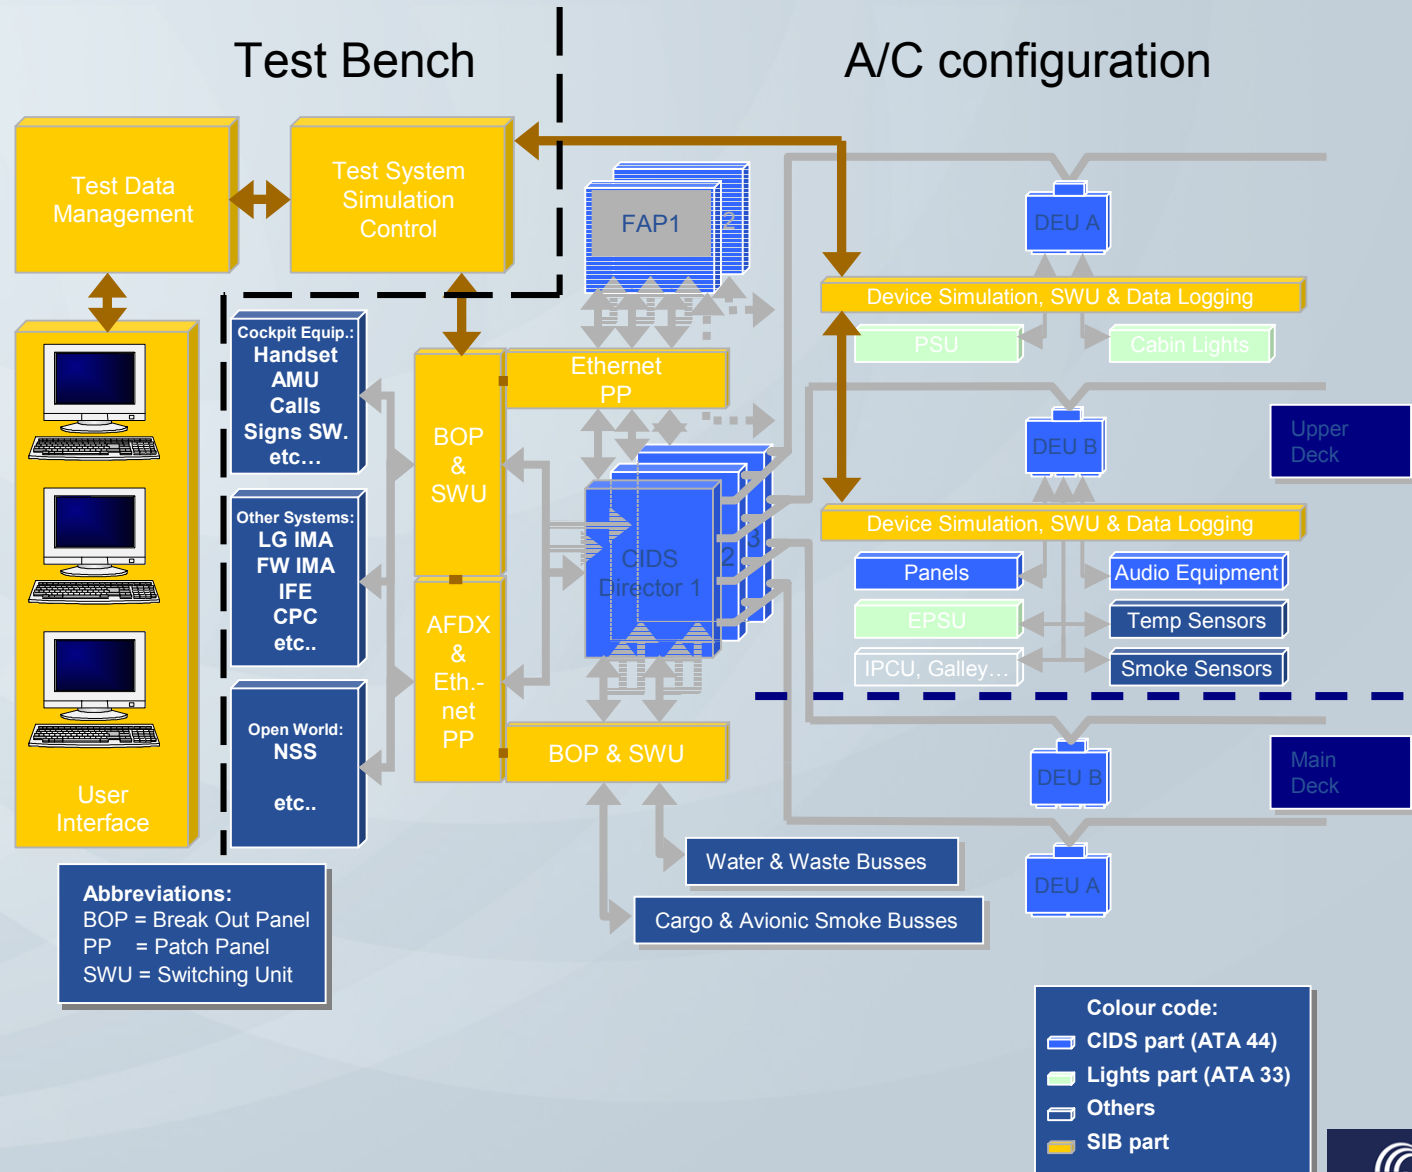 Test Bench
A/C configuration
Test Data
Management
Test System
Simulation
Control
FAP1
2
DEU A
Device Simulation, SWU & Data Logging
PSU
Cabin Lights
Cockpit Equip.:
Handset
AMU
Calls
Signs SW.
etc...
Ethernet
PP
BOP
&
SWU
DEU B
Upper
Deck
Other Systems:
LG IMA
FW IMA
IFE
CPC
etc..
CIDS
Director 1
2
3
Device Simulation, SWU & Data Logging
Panels
Audio Equipment
EPSU
Temp Sensors
IPCU, Galley...
Smoke Sensors
AFDX
&
Eth.-
net
PP
Open World:
NSS
etc..
BOP & SWU
DEU B
Main
Deck
User
Interface
Water & Waste Busses
DEU A
Cargo & Avionic Smoke Busses
Abbreviations:
BOP = Break Out Panel
PP = Patch Panel
SWU = Switching Unit
Colour code:
CIDS part (ATA 44)
Lights part (ATA 33)
Others
SIB part